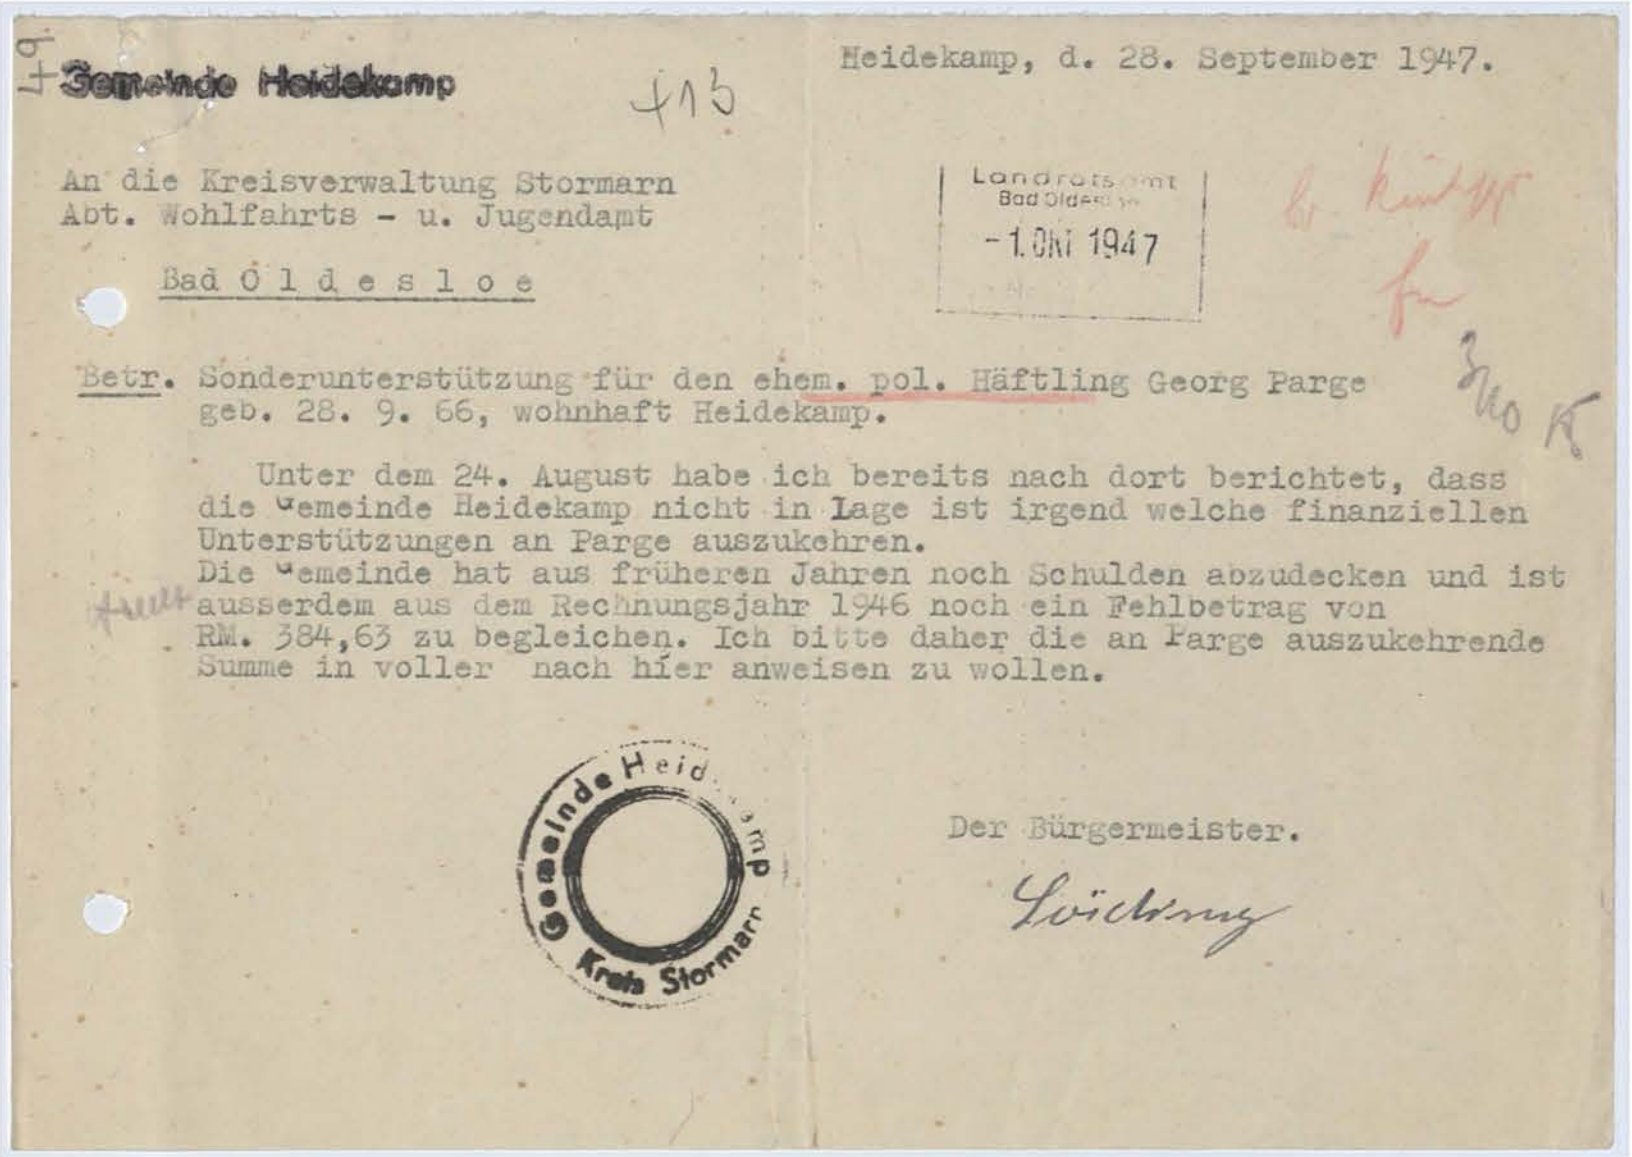 49.
Gemeinde Heidekamp
Heidekamp, d. 28. September 1947.
+13
An die Kreisverwaltung Stormarn
Abt. Wohlfahrts - u. Jugendamt
Bad O l d e s l o e
Landratsamt
Bad Oldesloe
-1. Okt 1947
Betr. Sonderunterstützung für den ehem. pol. Häftling Georg Parge
geb. 28. 9. 66, wohnhaft Heidekamp.
Unter dem 24. August habe ich bereits nach dort berichtet, dass
die Gemeinde Heidekamp nicht in Lage ist irgend welche finanziellen
Unterstützungen an Parge auszukehren.
Die Gemeinde hat aus früheren Jahren noch Schulden abzudecken und ist
ausserdem aus dem Rechnungsjahr 1946 noch ein Fehlbetrag von
RM. 384,63 zu begleichen. Ich bitte daher die an Parge auszukehrende
Summe in voller nach hier anweisen zu wollen.
Gemeinde Heidekamp
Kreis Stormarn
Der Bürgermeister.
Löding